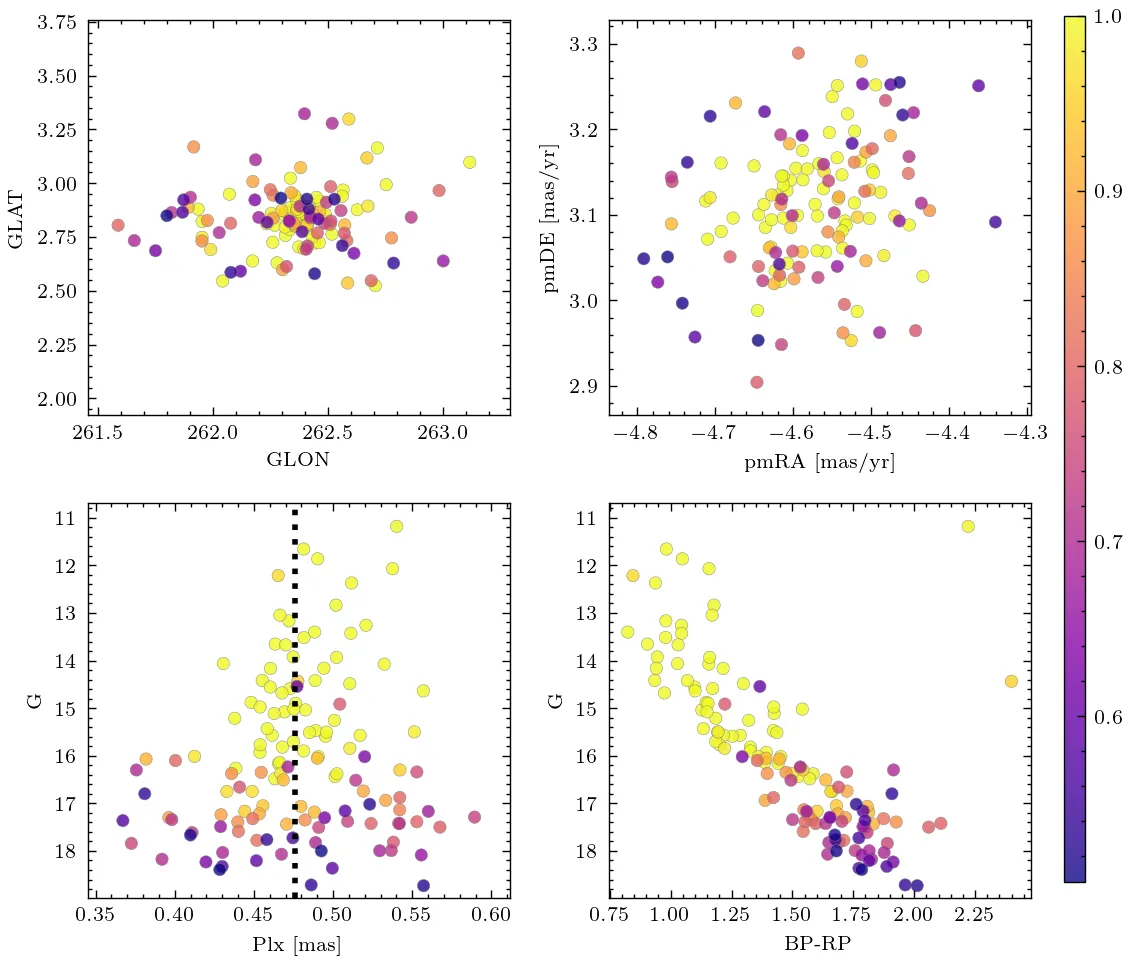 3.75
3.50
3.25
3.00
2.75
2.50
2.25
2.00
GLAT
261.5 262.0 262.5 263.0
GLON
3.3
3.2
3.1
3.0
2.9
pmDE [mas/yr]
−4.8 −4.7 −4.6 −4.5 −4.4 −4.3
pmRA [mas/yr]
11
12
13
14
15
16
17
18
G
0.35 0.40 0.45 0.50 0.55 0.60
Plx [mas]
11
12
13
14
15
16
17
18
G
0.75 1.00 1.25 1.50 1.75 2.00 2.25
BP-RP
1.0
0.9
0.8
0.7
0.6